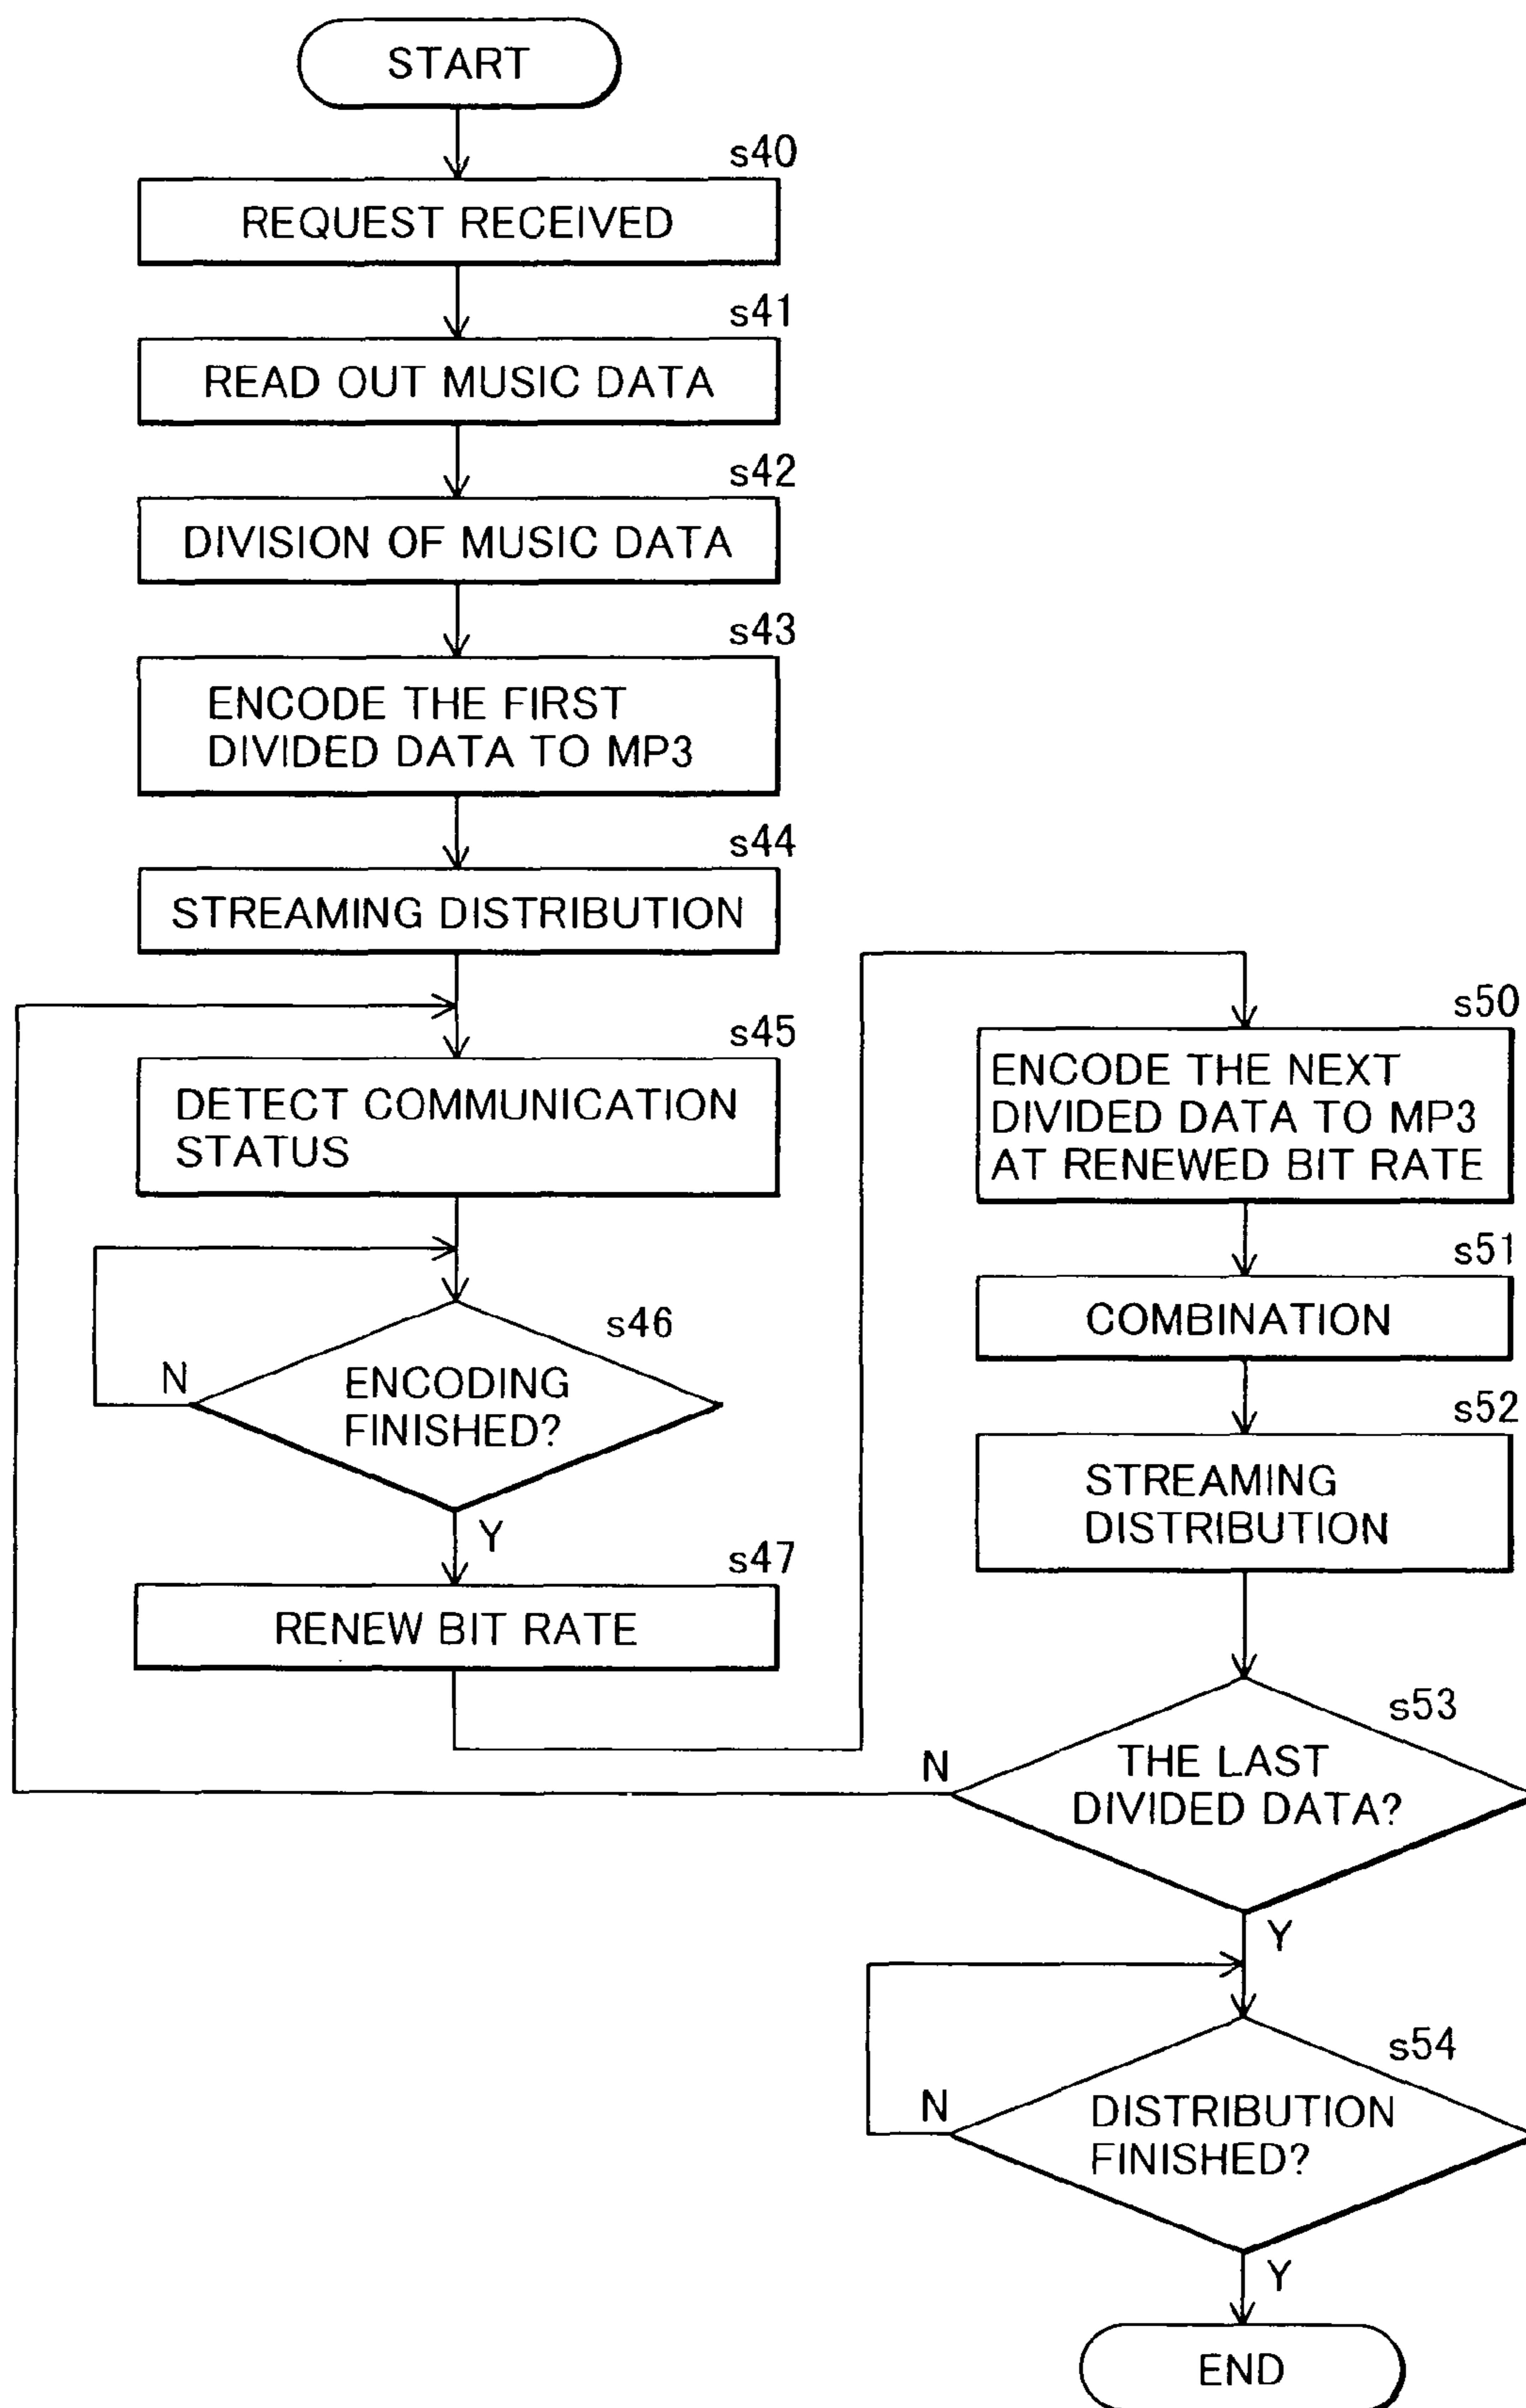 START
s40
REQUEST RECEIVED
s41
READ OUT MUSIC DATA
s42
DIVISION OF MUSIC DATA
s43
ENCODE THE FIRST
DIVIDED DATA TO MP3
s44
STREAMING DISTRIBUTION
s45
DETECT COMMUNICATION
STATUS
s46
N
ENCODING
FINISHED?
Y
s47
RENEW BIT RATE
s50
ENCODE THE NEXT
DIVIDED DATA TO MP3
AT RENEWED BIT RATE
s51
COMBINATION
s52
STREAMING
DISTRIBUTION
s53
N
THE LAST
DIVIDED DATA?
Y
s54
N
DISTRIBUTION
FINISHED?
Y
END